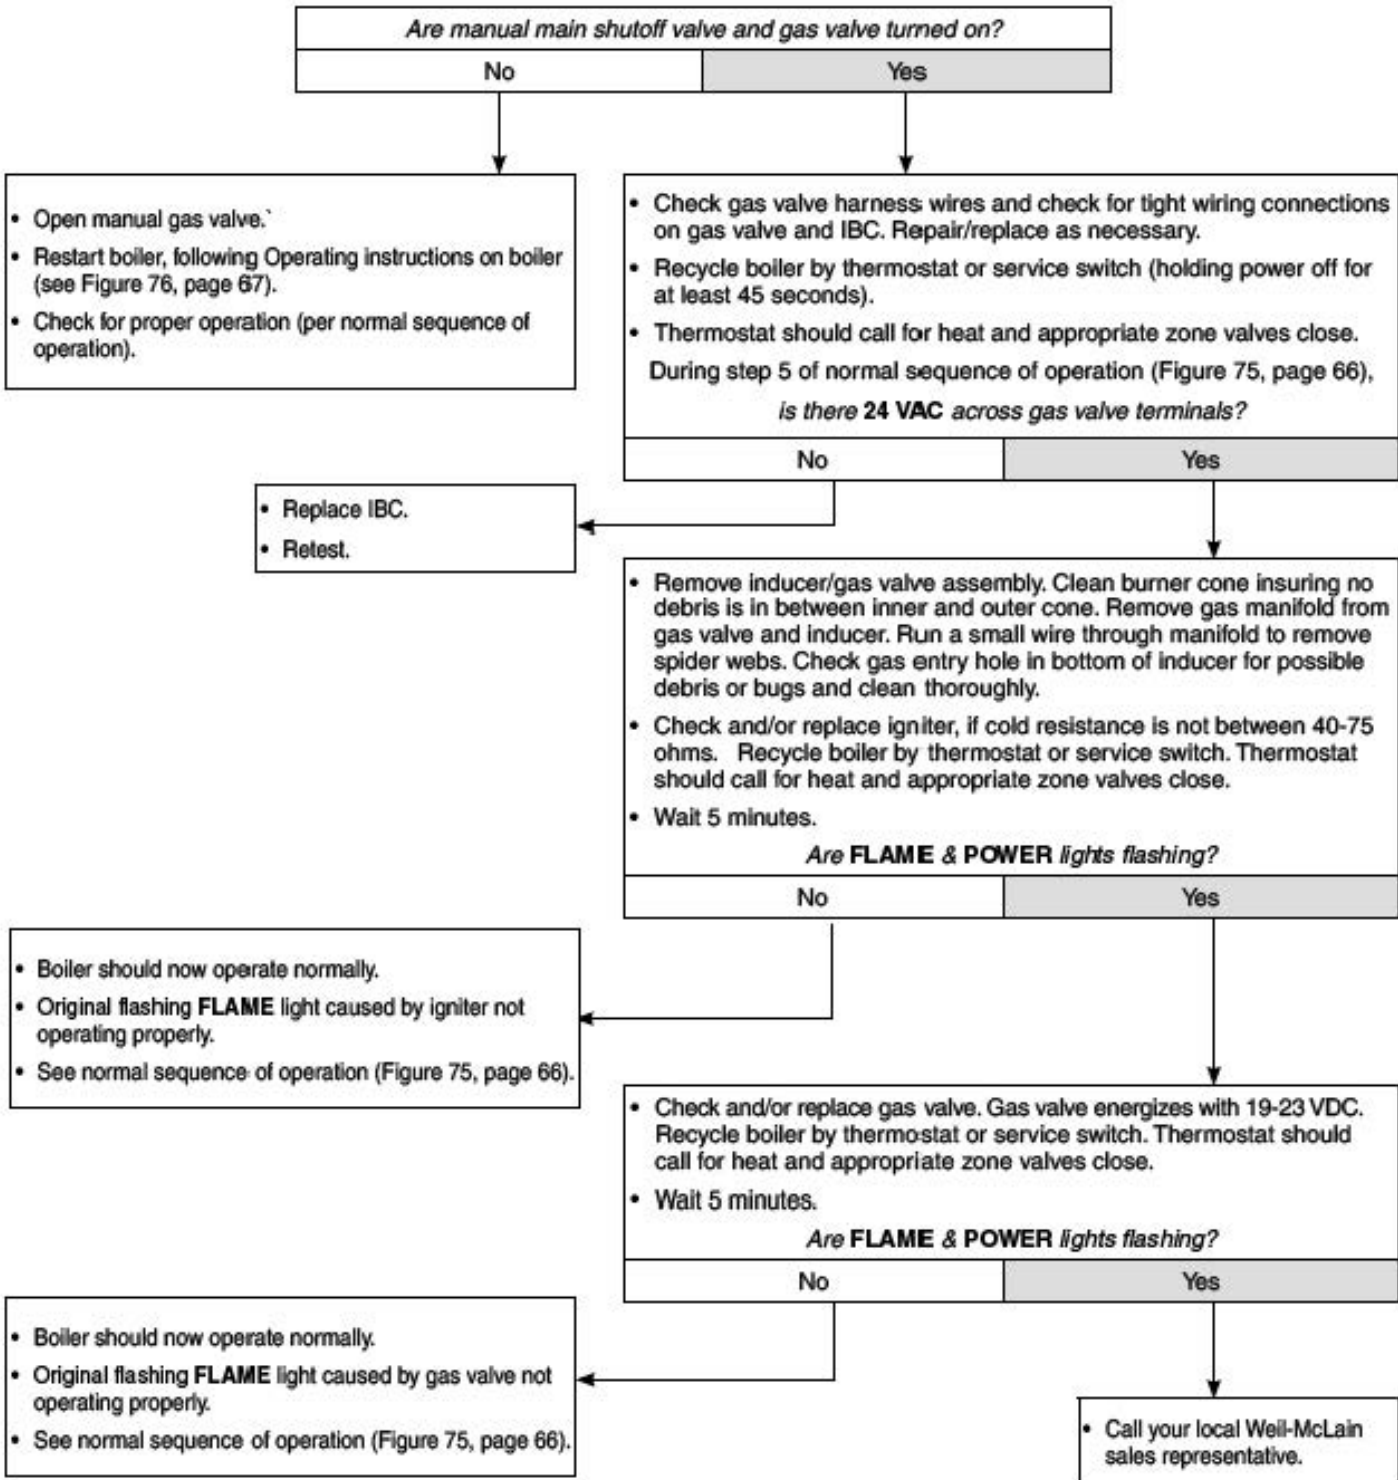 Are manual main shutoff valve and gas valve turned on?
No
Yes
• Open manual gas valve.`
• Restart boiler, following Operating instructions on boiler
(see Figure 76, page 67).
• Check for proper operation (per normal sequence of
operation).
• Check gas valve harness wires and check for tight wiring connections
on gas valve and IBC. Repair/replace as necessary.
• Recycle boiler by thermostat or service switch (holding power off for
at least 45 seconds).
• Thermostat should call for heat and appropriate zone valves close.
During step 5 of normal sequence of operation (Figure 75, page 66),
is there 24 VAC across gas valve terminals?
No
Yes
• Replace IBC.
• Retest.
• Remove inducer/gas valve assembly. Clean burner cone insuring no
debris is in between inner and outer cone. Remove gas manifold from
gas valve and inducer. Run a small wire through manifold to remove
spider webs. Check gas entry hole in bottom of inducer for possible
debris or bugs and clean thoroughly.
• Check and/or replace igniter, if cold resistance is not between 40-75
ohms. Recycle boiler by thermostat or service switch. Thermostat
should call for heat and appropriate zone valves close.
• Wait 5 minutes.
Are FLAME & POWER lights flashing?
No
Yes
• Boiler should now operate normally.
• Original flashing FLAME light caused by igniter not
operating properly.
• See normal sequence of operation (Figure 75, page 66).
• Check and/or replace gas valve. Gas valve energizes with 19-23 VDC.
Recycle boiler by thermostat or service switch. Thermostat should
call for heat and appropriate zone valves close.
• Wait 5 minutes.
Are FLAME & POWER lights flashing?
No
Yes
• Boiler should now operate normally.
• Original flashing FLAME light caused by gas valve not
operating properly.
• See normal sequence of operation (Figure 75, page 66).
• Call your local Weil-McLain
sales representative.